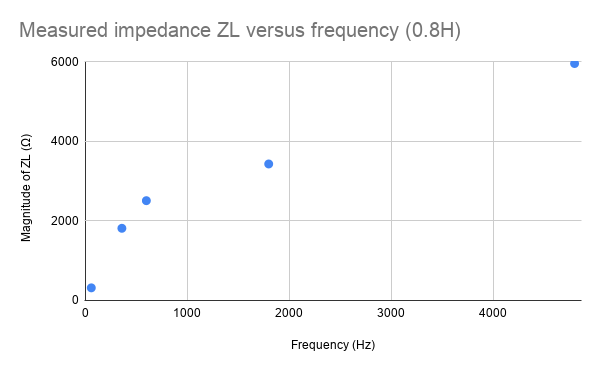 Measured impedance ZL versus frequency (0.8H)
6000
4000
2000
0
Magnitude of ZL (Ω)
0 1000 2000 3000 4000
Frequency (Hz)